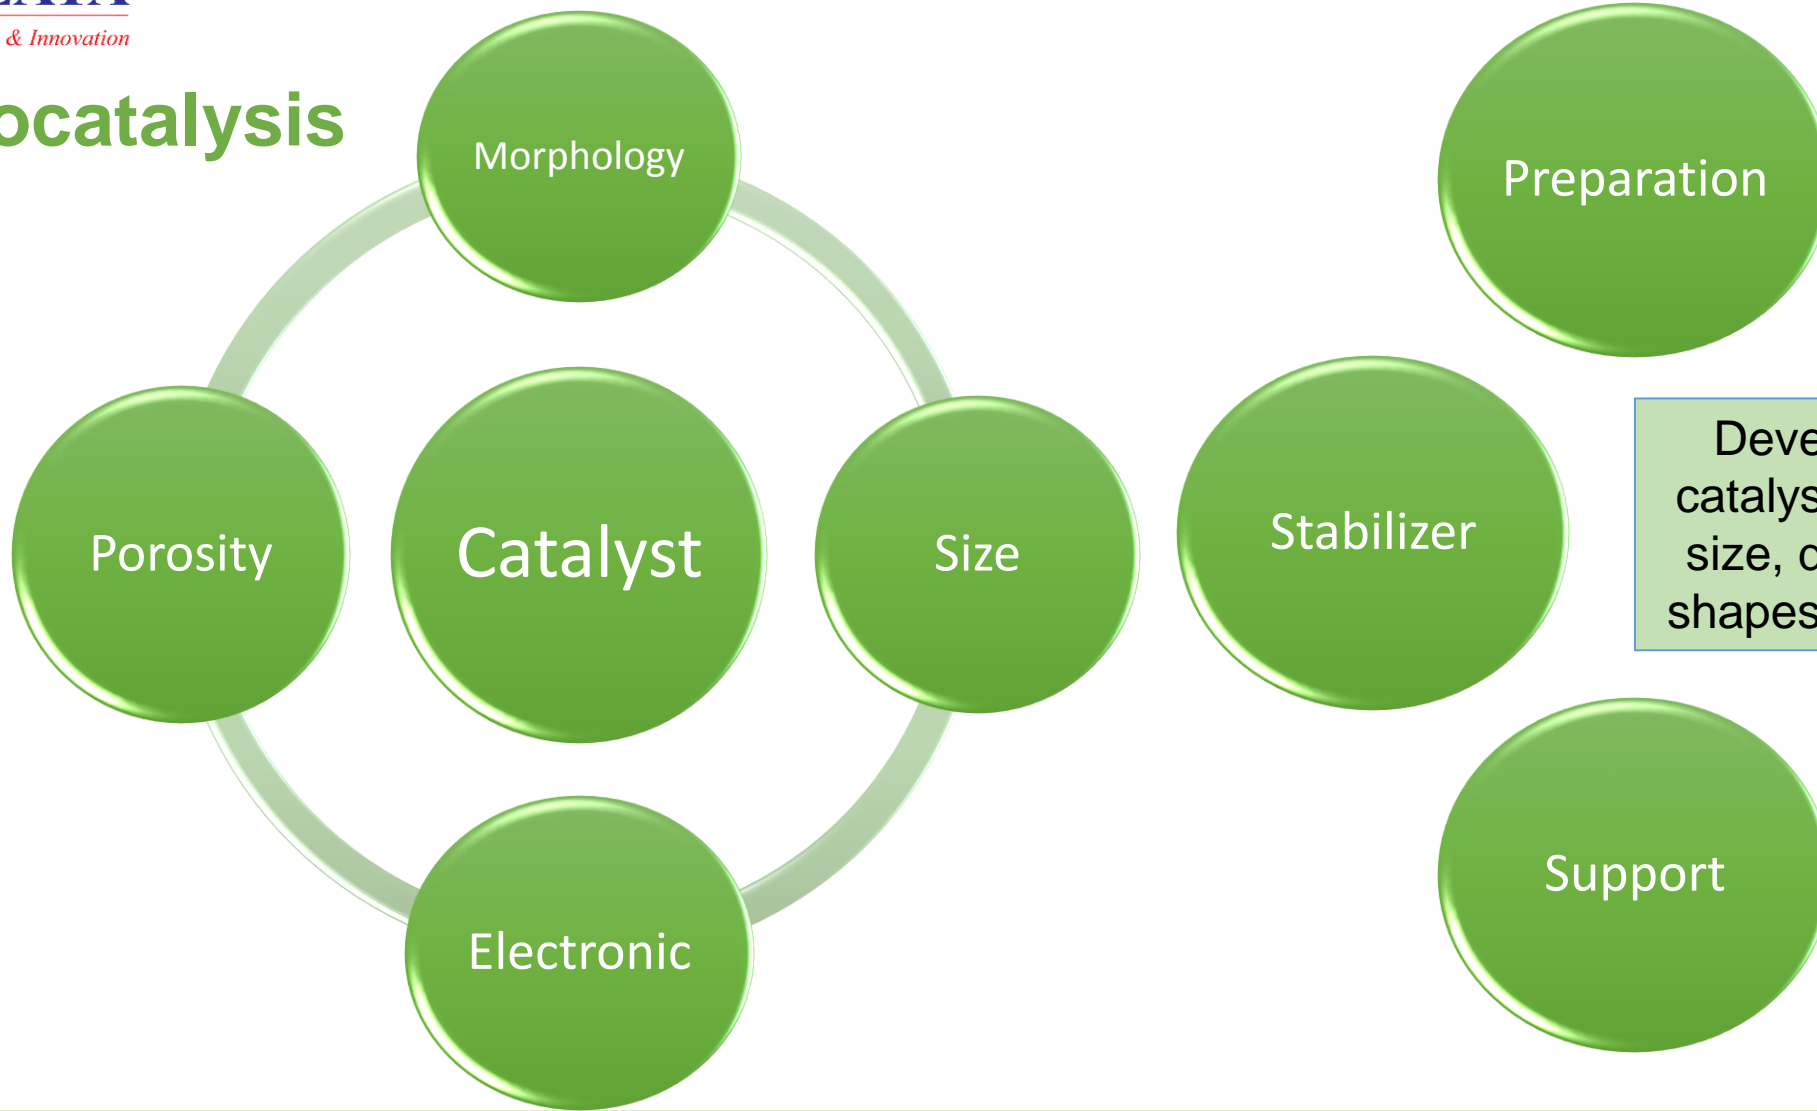 & Innovation
ocatalysis
Morphology
Porosity
Catalyst
Size
Electronic
Preparation
Stabilizer
Deve
catalys
size,
shapes
Support